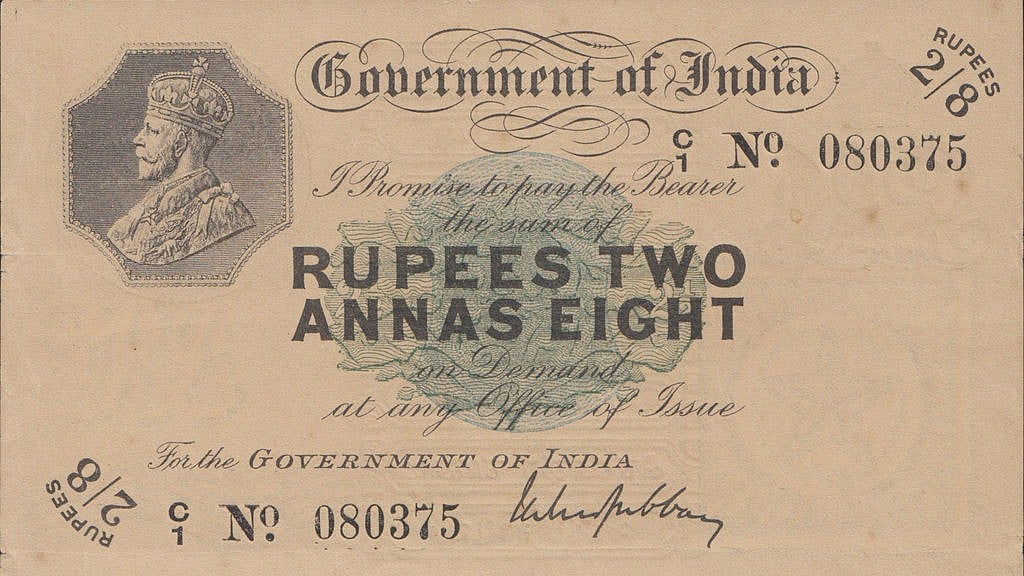 Government of India
RUPEES
2/8
C/1 No. 080375
I Promise to pay the Bearer
the sum of
RUPEES TWO
ANNAS EIGHT
on Demand
at any Office of Issue
For the GOVERNMENT OF INDIA
RUPEES
2/8
C/1 No. 080375